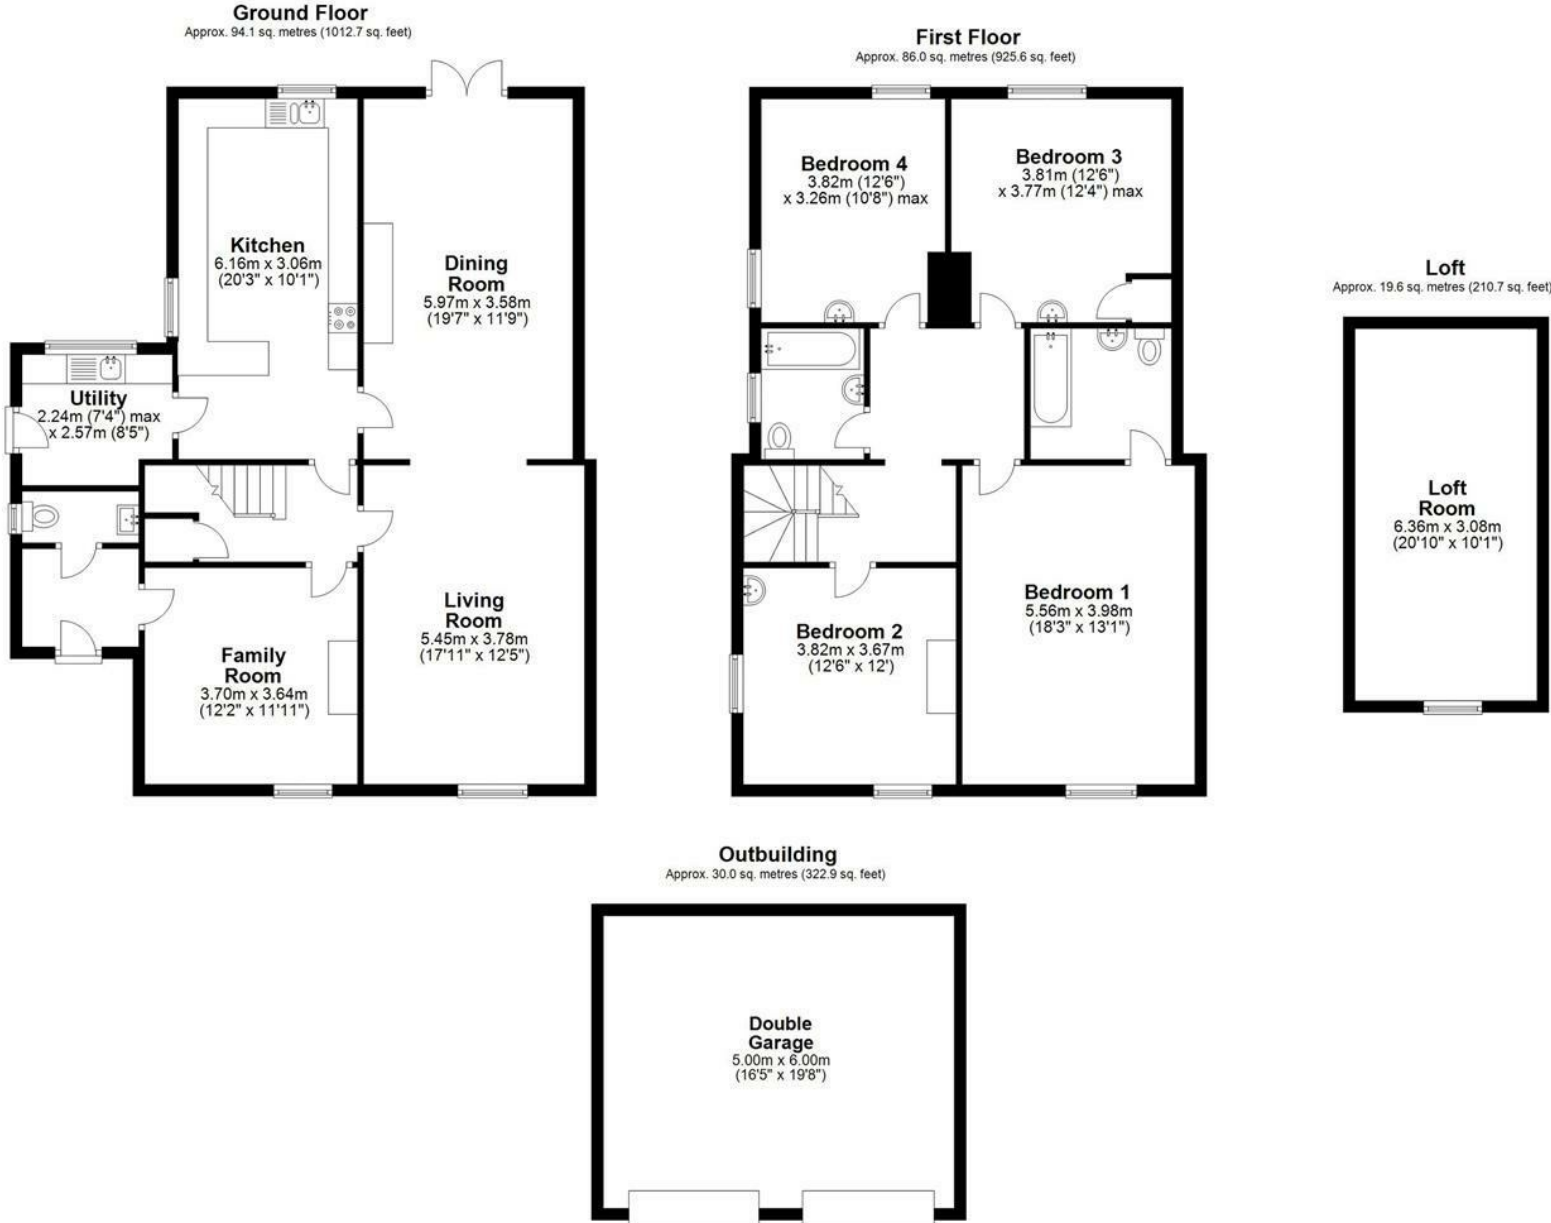 Ground Floor
Approx. 94.1 sq. metres (1012.7 sq. feet)
Kitchen
6.16m x 3.06m
(20'3" x 10'1")
Dining
Room
5.97m x 3.58m
(19'7" x 11'9")
Utility
2.24m (7'4") max
x 2.57m (8'5")
Living
Room
5.45m x 3.78m
(17'11" x 12'5")
Family
Room
3.70m x 3.64m
(12'2" x 11'11")
First Floor
Approx. 86.0 sq. metres (925.6 sq. feet)
Bedroom 4
3.82m (12'6")
x 3.26m (10'8") max
Bedroom 3
3.81m (12'6")
x 3.77m (12'4") max
Bedroom 1
5.56m x 3.98m
(18'3" x 13'1")
Bedroom 2
3.82m x 3.67m
(12'6" x 12')
Loft
Approx. 19.6 sq. metres (210.7 sq. feet)
Loft
Room
6.36m x 3.08m
(20'10" x 10'1")
Outbuilding
Approx. 30.0 sq. metres (322.9 sq. feet)
Double
Garage
5.00m x 6.00m
(16'5" x 19'8")